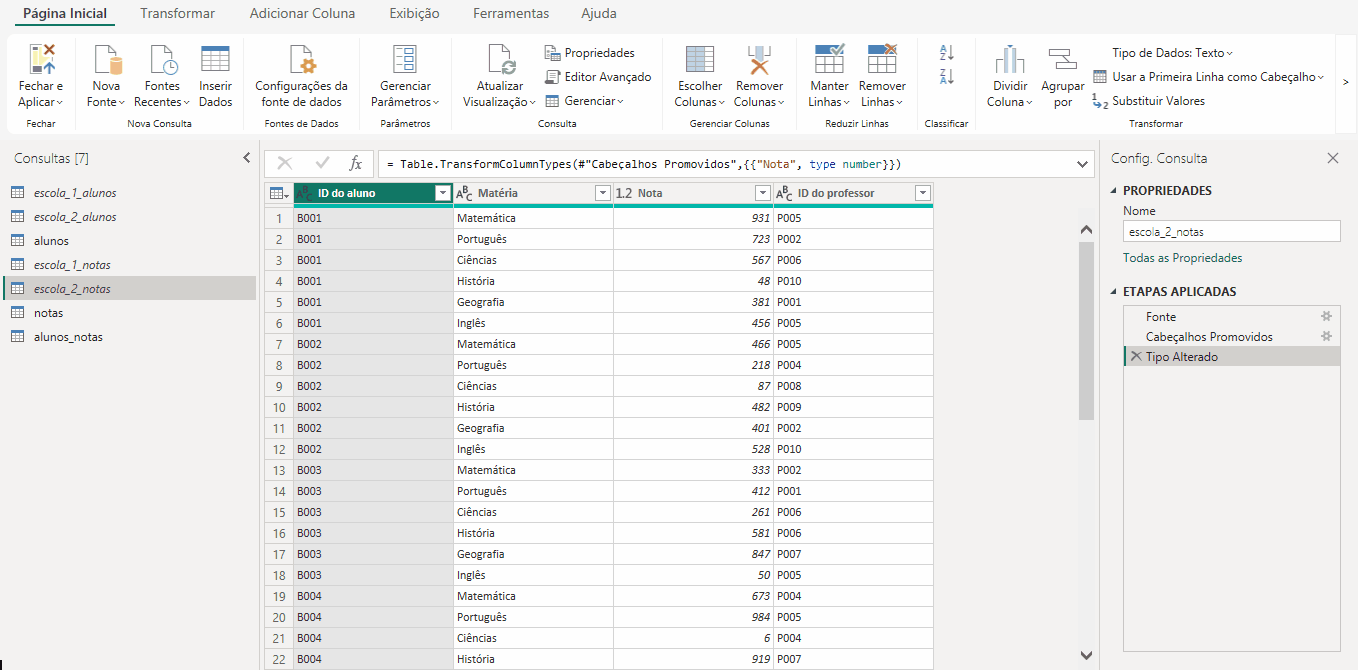 Página Inicial Transformar Adicionar Coluna Exibição Ferramentas Ajuda
Fechar e Aplicar
Fechar
Nova Fonte
Fontes Recentes
Inserir Dados
Nova Consulta
Configurações da fonte de dados
Fontes de Dados
Gerenciar Parâmetros
Parâmetros
Atualizar Visualização
Propriedades
Editor Avançado
Gerenciar
Consulta
Escolher Colunas
Remover Colunas
Gerenciar Colunas
Manter Linhas
Remover Linhas
Reduzir Linhas
Classificar
Dividir Coluna
Agrupar por
Tipo de Dados: Texto
Usar a Primeira Linha como Cabeçalho
Substituir Valores
Transformar
Consultas [7]
escola_1_alunos
escola_2_alunos
alunos
escola_1_notas
escola_2_notas
notas
alunos_notas
= Table.TransformColumnTypes(#"Cabeçalhos Promovidos",{{"Nota", type number}})
ABC ID do aluno ABC Matéria 1.2 Nota ABC ID do professor
1 B001 Matemática 931 P005
2 B001 Português 723 P002
3 B001 Ciências 567 P006
4 B001 História 48 P010
5 B001 Geografia 381 P001
6 B001 Inglês 456 P005
7 B002 Matemática 466 P005
8 B002 Português 218 P004
9 B002 Ciências 87 P008
10 B002 História 482 P009
11 B002 Geografia 401 P002
12 B002 Inglês 528 P010
13 B003 Matemática 333 P002
14 B003 Português 412 P001
15 B003 Ciências 261 P006
16 B003 História 581 P006
17 B003 Geografia 847 P007
18 B003 Inglês 50 P005
19 B004 Matemática 673 P004
20 B004 Português 984 P005
21 B004 Ciências 6 P004
22 B004 História 919 P007
Config. Consulta
PROPRIEDADES
Nome
escola_2_notas
Todas as Propriedades
ETAPAS APLICADAS
Fonte
Cabeçalhos Promovidos
Tipo Alterado